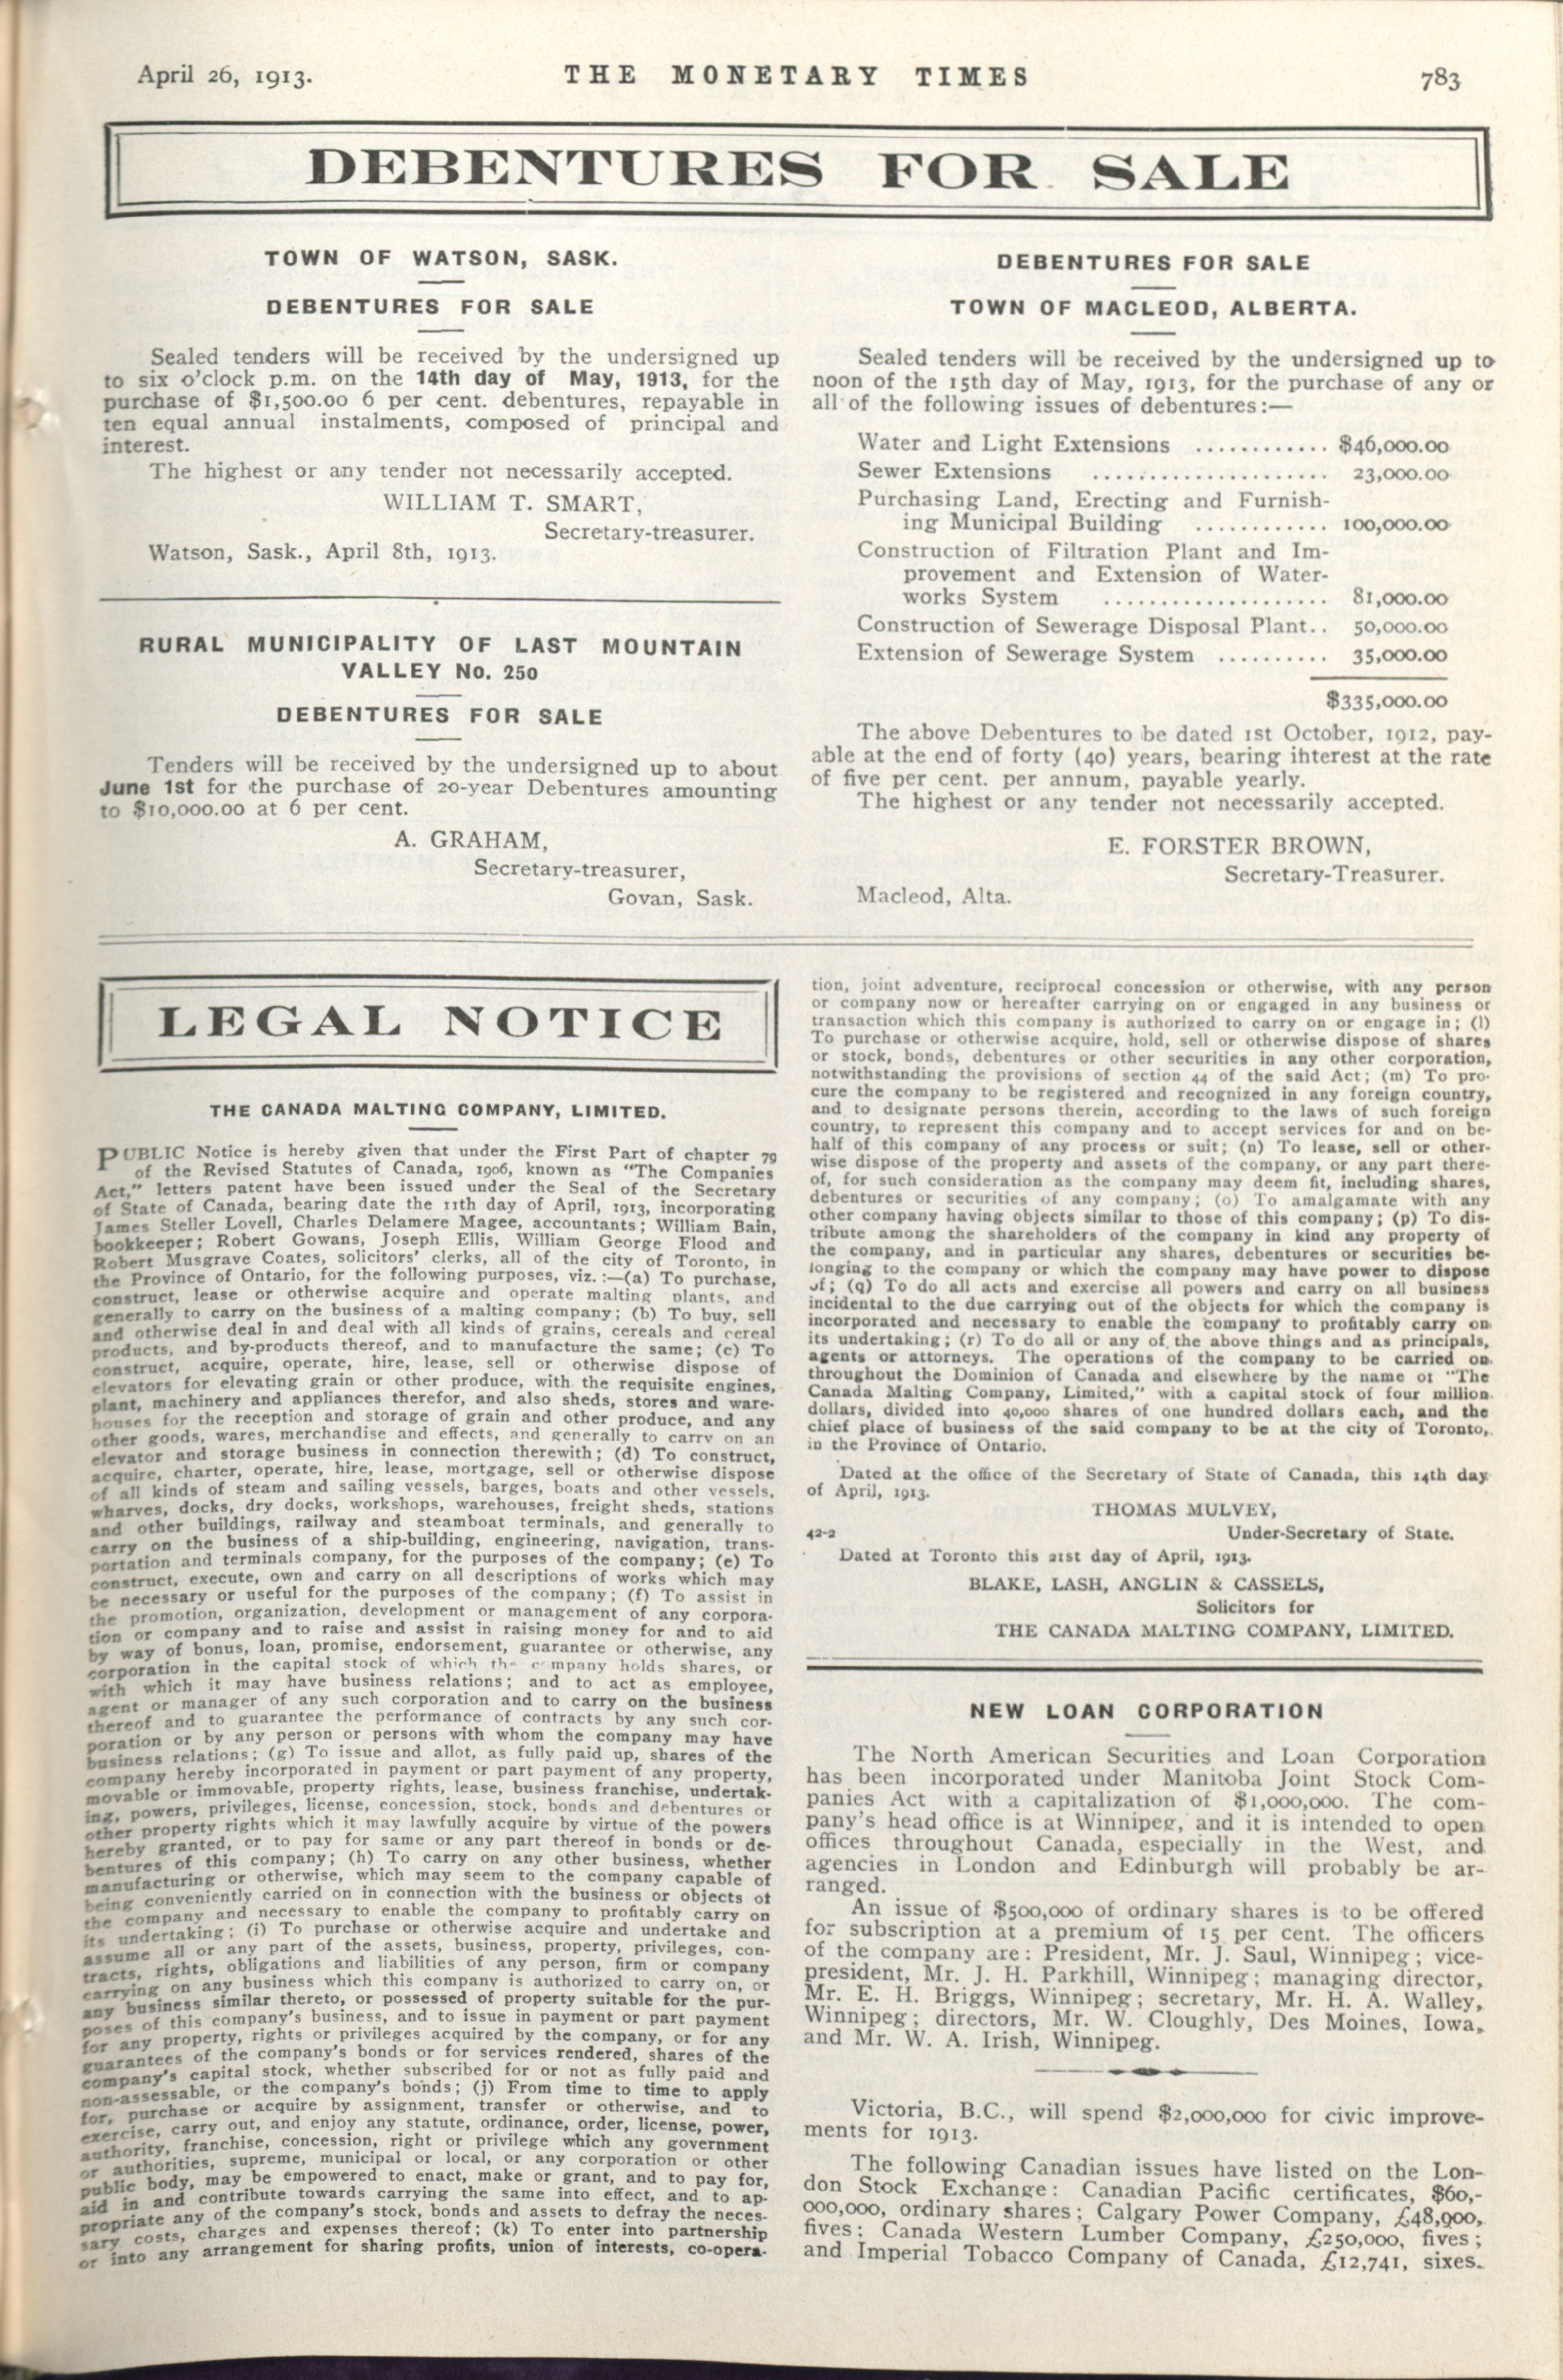 April 26, 1913.
THE MONETARY TIMES
783
DEBENTURES FOR SALE
TOWN OF WATSON, SASK.
DEBENTURES FOR SALE
Sealed tenders will be received by the undersigned up
to six o'clock p.m. on the 14th day of May, 1913, for the
purchase of $1,500.00 6 per cent. debentures, repayable in
ten equal annual instalments, composed of principal and
interest.
The highest or any tender not necessarily accepted.
WILLIAM T. SMART,
Secretary-treasurer.
Watson, Sask., April 8th, 1913.
RURAL MUNICIPALITY OF LAST MOUNTAIN
VALLEY No. 250
DEBENTURES FOR SALE
Tenders will be received by the undersigned up to about
June 1st for the purchase of 20-year Debentures amounting
to $10,000.00 at 6 per cent.
A. GRAHAM,
Secretary-treasurer,
Govan, Sask.
DEBENTURES FOR SALE
TOWN OF MACLEOD, ALBERTA.
Sealed tenders will be received by the undersigned up to
noon of the 15th day of May, 1913, for the purchase of any or
all of the following issues of debentures:—
Water and Light Extensions ............ $46,000.00
Sewer Extensions ..................... 23,000.00
Purchasing Land, Erecting and Furnish-
ing Municipal Building ............ 100,000.00
Construction of Filtration Plant and Im-
provement and Extension of Water-
works System .................... 81,000.00
Construction of Sewerage Disposal Plant.. 50,000.00
Extension of Sewerage System .......... 35,000.00
$335,000.00
The above Debentures to be dated 1st October, 1912, pay-
able at the end of forty (40) years, bearing ihterest at the rate
of five per cent. per annum, payable yearly.
The highest or any tender not necessarily accepted.
E. FORSTER BROWN,
Secretary-Treasurer.
Macleod, Alta.
LEGAL NOTICE
THE CANADA MALTING COMPANY, LIMITED.
PUBLIC Notice is hereby given that under the First Part of chapter 79
of the Revised Statutes of Canada, 1906, known as "The Companies
Act," letters patent have been issued under the Seal of the Secretary
of State of Canada, bearing date the 11th day of April, 1913, incorporating
James Steller Lovell, Charles Delamere Magee, accountants; William Bain,
bookkeeper; Robert Gowans, Joseph Ellis, William George Flood and
Robert Musgrave Coates, solicitors' clerks, all of the city of Toronto, in
the Province of Ontario, for the following purposes, viz.:—(a) To purchase,
construct, lease or otherwise acquire and operate malting plants, and
generally to carry on the business of a malting company; (b) To buy, sell
and otherwise deal in and deal with all kinds of grains, cereals and cereal
products, and by-products thereof, and to manufacture the same; (c) To
construct, acquire, operate, hire, lease, sell or otherwise dispose of
elevators for elevating grain or other produce, with the requisite engines,
plant, machinery and appliances therefor, and also sheds, stores and ware-
houses for the reception and storage of grain and other produce, and any
other goods, wares, merchandise and effects, and generally to carry on an
elevator and storage business in connection therewith; (d) To construct,
acquire, charter, operate, hire, lease, mortgage, sell or otherwise dispose
of all kinds of steam and sailing vessels, barges, boats and other vessels,
wharves, docks, dry docks, workshops, warehouses, freight sheds, stations
and other buildings, railway and steamboat terminals, and generally to
carry on the business of a ship-building, engineering, navigation, trans-
portation and terminals company, for the purposes of the company; (e) To
construct, execute, own and carry on all descriptions of works which may
be necessary or useful for the purposes of the company; (f) To assist in
the promotion, organization, development or management of any corpora-
tion or company and to raise and assist in raising money for and to aid
by way of bonus, loan, promise, endorsement, guarantee or otherwise, any
corporation in the capital stock of which the company holds shares, or
with which it may have business relations; and to act as employee,
agent or manager of any such corporation and to carry on the business
thereof and to guarantee the performance of contracts by any such cor-
poration or by any person or persons with whom the company may have
business relations; (g) To issue and allot, as fully paid up, shares of the
company hereby incorporated in payment or part payment of any property,
movable or immovable, property rights, lease, business franchise, undertak-
ing, powers, privileges, license, concession, stock, bonds and debentures or
other property rights which it may lawfully acquire by virtue of the powers
hereby granted, or to pay for same or any part thereof in bonds or de-
bentures of this company; (h) To carry on any other business, whether
manufacturing or otherwise, which may seem to the company capable of
being conveniently carried on in connection with the business or objects of
the company and necessary to enable the company to profitably carry on
its undertaking; (i) To purchase or otherwise acquire and undertake and
assume all or any part of the assets, business, property, privileges, con-
tracts, rights, obligations and liabilities of any person, firm or company
carrying on any business which this company is authorized to carry on, or
any business similar thereto, or possessed of property suitable for the pur-
poses of this company's business, and to issue in payment or part payment
for any property, rights or privileges acquired by the company, or for any
guarantees of the company's bonds or for services rendered, shares of the
company's capital stock, whether subscribed for or not as fully paid and
non-assessable, or the company's bonds; (j) From time to time to apply
for, purchase or acquire by assignment, transfer or otherwise, and to
exercise, carry out, and enjoy any statute, ordinance, order, license, power,
authority, franchise, concession, right or privilege which any government
or authorities, supreme, municipal or local, or any corporation or other
public body, may be empowered to enact, make or grant, and to pay for,
aid in and contribute towards carrying the same into effect, and to ap-
propriate any of the company's stock, bonds and assets to defray the neces-
sary costs, charges and expenses thereof; (k) To enter into partnership
or into any arrangement for sharing profits, union of interests, co-opera-
tion, joint adventure, reciprocal concession or otherwise, with any person
or company now or hereafter carrying on or engaged in any business or
transaction which this company is authorized to carry on or engage in; (l)
To purchase or otherwise acquire, hold, sell or otherwise dispose of shares
or stock, bonds, debentures or other securities in any other corporation,
notwithstanding the provisions of section 44 of the said Act; (m) To pro-
cure the company to be registered and recognized in any foreign country,
and to designate persons therein, according to the laws of such foreign
country, to represent this company and to accept services for and on be-
half of this company of any process or suit; (n) To lease, sell or other-
wise dispose of the property and assets of the company, or any part there-
of, for such consideration as the company may deem fit, including shares,
debentures or securities of any company; (o) To amalgamate with any
other company having objects similar to those of this company; (p) To dis-
tribute among the shareholders of the company in kind any property of
the company, and in particular any shares, debentures or securities be-
longing to the company or which the company may have power to dispose
of; (q) To do all acts and exercise all powers and carry on all business
incidental to the due carrying out of the objects for which the company is
incorporated and necessary to enable the company to profitably carry on
its undertaking; (r) To do all or any of the above things and as principals,
agents or attorneys. The operations of the company to be carried on
throughout the Dominion of Canada and elsewhere by the name of "The
Canada Malting Company, Limited," with a capital stock of four million
dollars, divided into 40,000 shares of one hundred dollars each, and the
chief place of business of the said company to be at the city of Toronto,
in the Province of Ontario.
Dated at the office of the Secretary of State of Canada, this 14th day
of April, 1913.
THOMAS MULVEY,
42-2 Under-Secretary of State.
Dated at Toronto this 21st day of April, 1913.
BLAKE, LASH, ANGLIN & CASSELS,
Solicitors for
THE CANADA MALTING COMPANY, LIMITED.
NEW LOAN CORPORATION
The North American Securities and Loan Corporation
has been incorporated under Manitoba Joint Stock Com-
panies Act with a capitalization of $1,000,000. The com-
pany's head office is at Winnipeg, and it is intended to open
offices throughout Canada, especially in the West, and
agencies in London and Edinburgh will probably be ar-
ranged.
An issue of $500,000 of ordinary shares is to be offered
for subscription at a premium of 15 per cent. The officers
of the company are: President, Mr. J. Saul, Winnipeg; vice-
president, Mr. J. H. Parkhill, Winnipeg; managing director,
Mr. E. H. Briggs, Winnipeg; secretary, Mr. H. A. Walley,
Winnipeg; directors, Mr. W. Cloughly, Des Moines, Iowa,
and Mr. W. A. Irish, Winnipeg.
Victoria, B.C., will spend $2,000,000 for civic improve-
ments for 1913.
The following Canadian issues have listed on the Lon-
don Stock Exchange: Canadian Pacific certificates, $60,-
000,000, ordinary shares; Calgary Power Company, £48,900,
fives; Canada Western Lumber Company, £250,000, fives;
and Imperial Tobacco Company of Canada, £12,741, sixes.